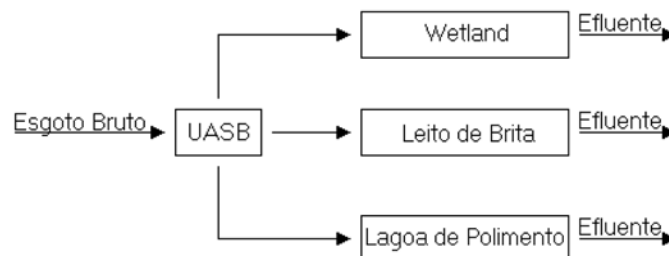 Wetland
Efluente
Esgoto Bruto
UASB
Leito de Brita
Efluente
Lagoa de Polimento
Efluente